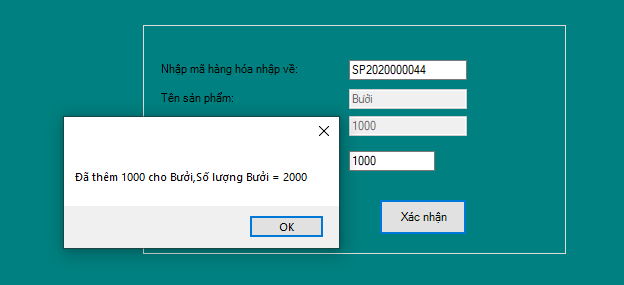 Nhập mã hàng hóa nhập về:
SP2020000044
Tên sản phẩm:
Bưởi
1000
1000
Đã thêm 1000 cho Bưởi,Số lượng Bưởi = 2000
OK
Xác nhận